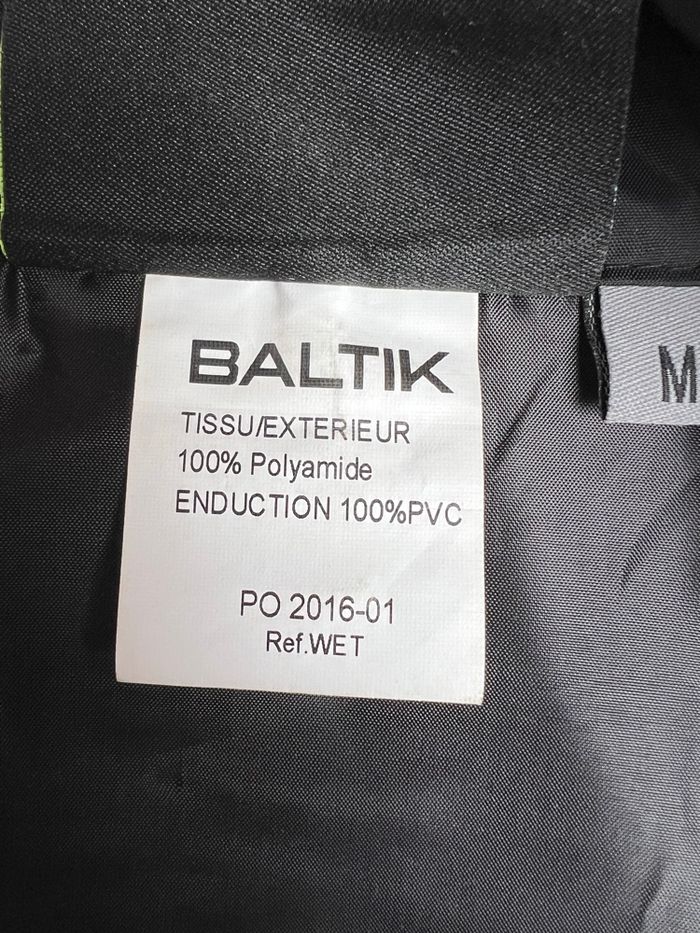 BALTIK
TISSU/EXTERIEUR
100% Polyamide
ENDUCTION 100%PVC
PO 2016-01
Ref.WET
M